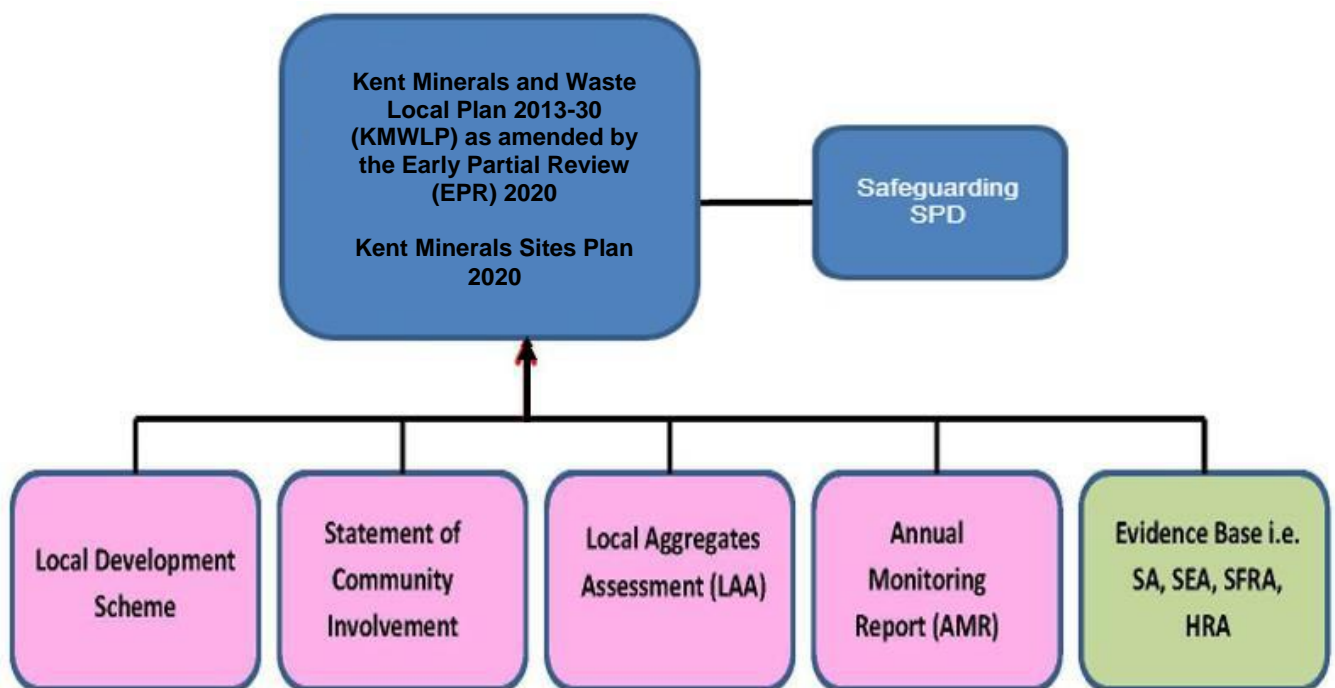 Kent Minerals and Waste
Local Plan 2013-30
(KMWLP) as amended by
the Early Partial Review
(EPR) 2020
Kent Minerals Sites Plan
2020
Safeguarding
SPD
Local Development
Scheme
Statement of
Community
Involvement
Local Aggregates
Assessment (LAA)
Annual
Monitoring
Report (AMR)
Evidence Base i.e.
SA, SEA, SFRA,
HRA